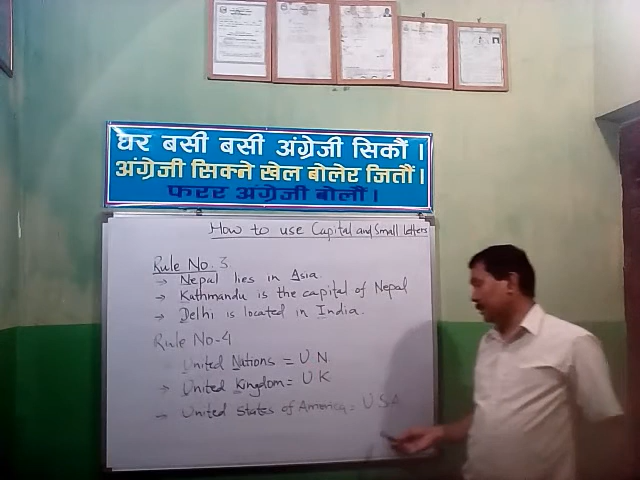 घर बसी बसी अंग्रेजी सिकौं ।
अंग्रेजी सिक्ने खेल बोलेर जितौं ।
फरर अंग्रेजी बोलौं ।
How to use Capital and Small Letters
Rule No. 3
→ Nepal lies in Asia.
→ Kathmandu is the capital of Nepal
→ Delhi is located in India.
Rule No-4
United Nations = U N
→ United Kingdom = U K
→ United States of America = U S A